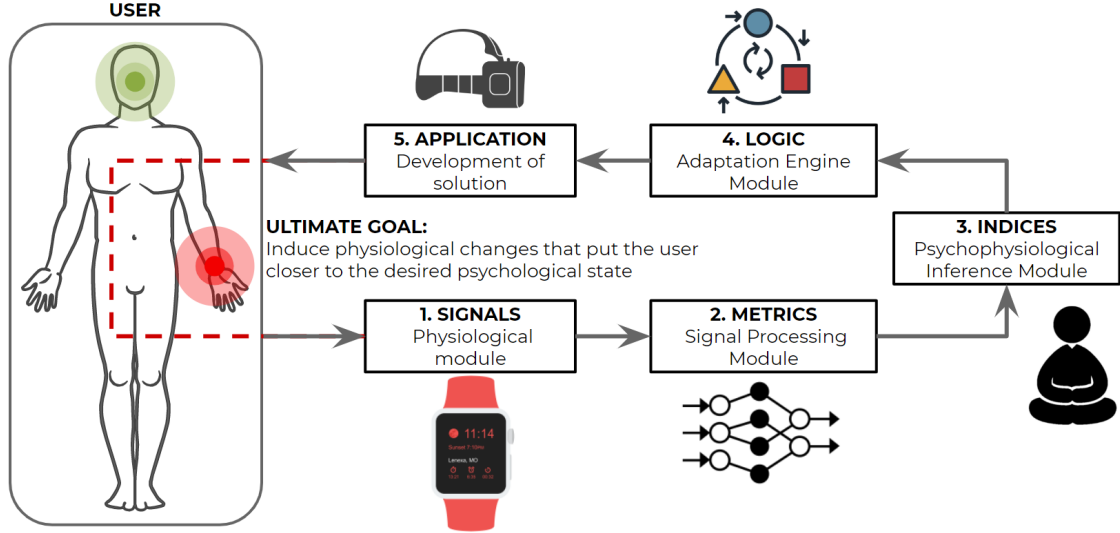 USER
5. APPLICATION
Development of
solution
4. LOGIC
Adaptation Engine
Module
3. INDICES
Psychophysiological
Inference Module
ULTIMATE GOAL:
Induce physiological changes that put the user
closer to the desired psychological state
1. SIGNALS
Physiological
module
2. METRICS
Signal Processing
Module
11:14
Lenexa, MO